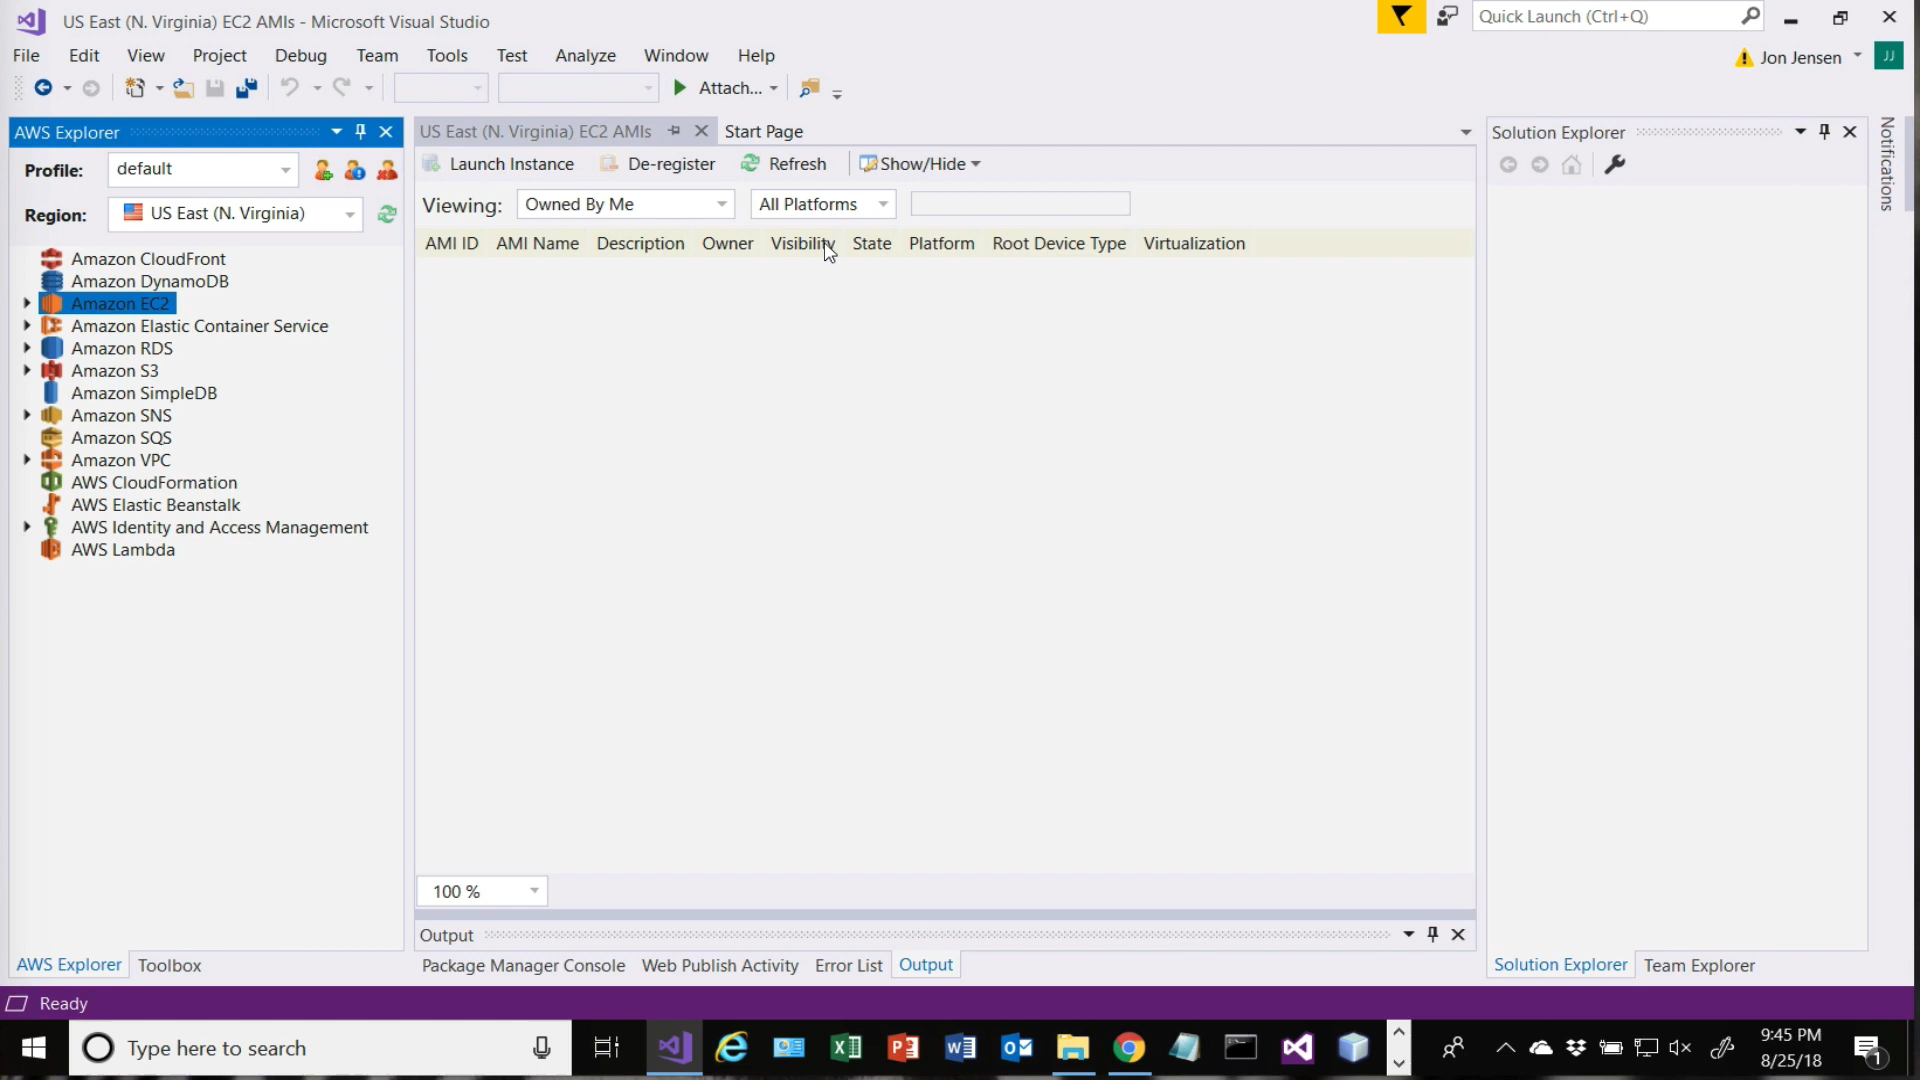 US East (N. Virginia) EC2 AMIs - Microsoft Visual Studio
Quick Launch (Ctrl+Q)
File Edit View Project Debug Team Tools Test Analyze Window Help
Jon Jensen
JJ
Attach...
AWS Explorer
Profile: default
Region: US East (N. Virginia)
Amazon CloudFront
Amazon DynamoDB
Amazon EC2
Amazon Elastic Container Service
Amazon RDS
Amazon S3
Amazon SimpleDB
Amazon SNS
Amazon SQS
Amazon VPC
AWS CloudFormation
AWS Elastic Beanstalk
AWS Identity and Access Management
AWS Lambda
AWS Explorer Toolbox
US East (N. Virginia) EC2 AMIs Start Page
Launch Instance De-register Refresh Show/Hide
Viewing: Owned By Me All Platforms
AMI ID AMI Name Description Owner Visibility State Platform Root Device Type Virtualization
100 %
Output
Package Manager Console Web Publish Activity Error List Output
Solution Explorer
Solution Explorer Team Explorer
Notifications
Ready
Type here to search
9:45 PM
8/25/18
1